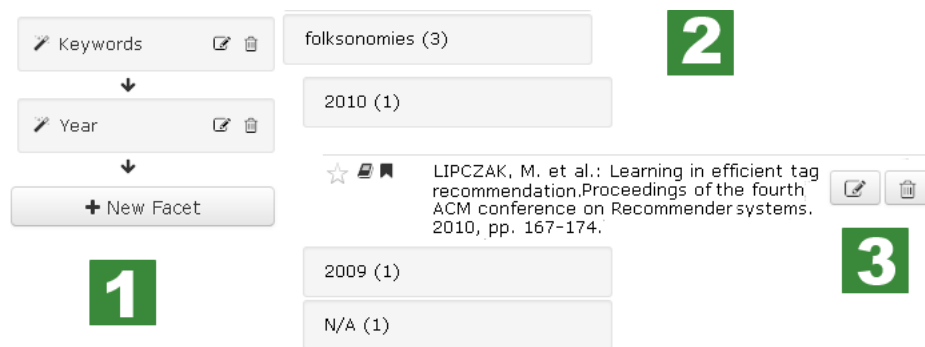 Keywords
Year
+ New Facet
1
folksonomies (3)
2
2010 (1)
LIPCZAK, M. et al.: Learning in efficient tag
recommendation.Proceedings of the fourth
ACM conference on Recommender systems.
2010, pp. 167-174.
3
2009 (1)
N/A (1)